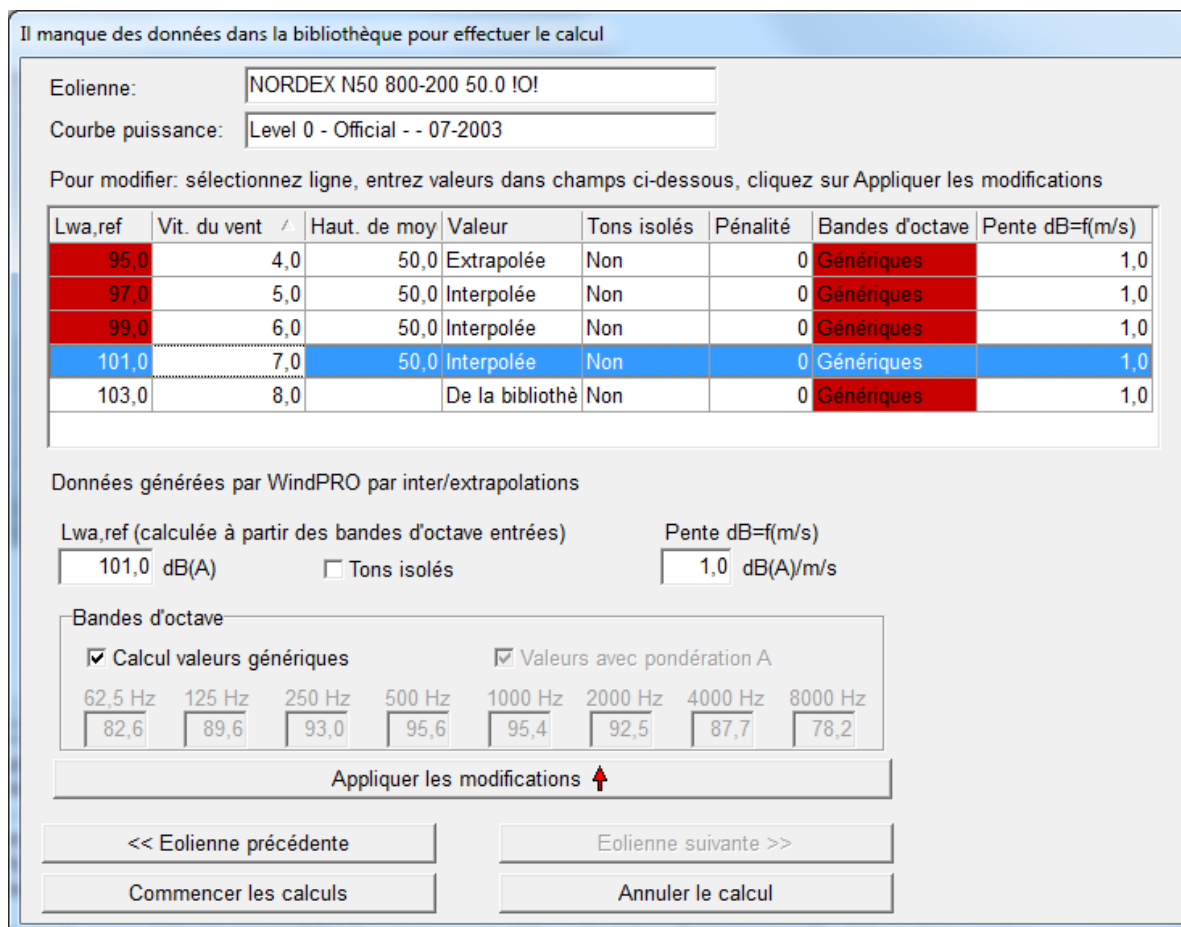 Il manque des données dans la bibliothèque pour effectuer le calcul
Eolienne: NORDEX N50 800-200 50.0 !O!
Courbe puissance: Level 0 - Official - - 07-2003
Pour modifier: sélectionnez ligne, entrez valeurs dans champs ci-dessous, cliquez sur Appliquer les modifications
Lwa,ref Vit. du vent Haut. de moy Valeur Tons isolés Pénalité Bandes d'octave Pente dB=f(m/s)
95,0 4,0 50,0 Extrapolée Non 0 Génériques 1,0
97,0 5,0 50,0 Interpolée Non 0 Génériques 1,0
99,0 6,0 50,0 Interpolée Non 0 Génériques 1,0
101,0 7,0 50,0 Interpolée Non 0 Génériques 1,0
103,0 8,0 De la bibliothè Non 0 Génériques 1,0
Données générées par WindPRO par inter/extrapolations
Lwa,ref (calculée à partir des bandes d'octave entrées) Pente dB=f(m/s)
101,0 dB(A) Tons isolés 1,0 dB(A)/m/s
Bandes d'octave
Calcul valeurs génériques Valeurs avec pondération A
62,5 Hz 125 Hz 250 Hz 500 Hz 1000 Hz 2000 Hz 4000 Hz 8000 Hz
82,6 89,6 93,0 95,6 95,4 92,5 87,7 78,2
Appliquer les modifications
<< Eolienne précédente Eolienne suivante >>
Commencer les calculs Annuler le calcul